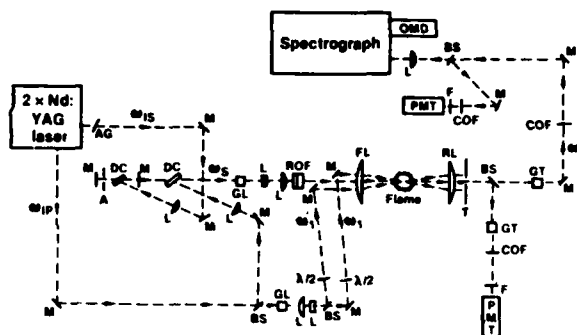 OMD
Spectrograph
BS
M
L
F
M
PMT
COF
COF
2 × Nd:
YAG
laser
AG
ωIS
M
ω
M
DC
M
DC
ωS
L
ROF
M
FL
RL
BS
GT
M
A
GL
L
M
Flame
T
ωIP
L
M
L
M
ω1
ω1
GT
COF
λ/2
λ/2
GL
F
M
BS
L
L
BS
M
M
T